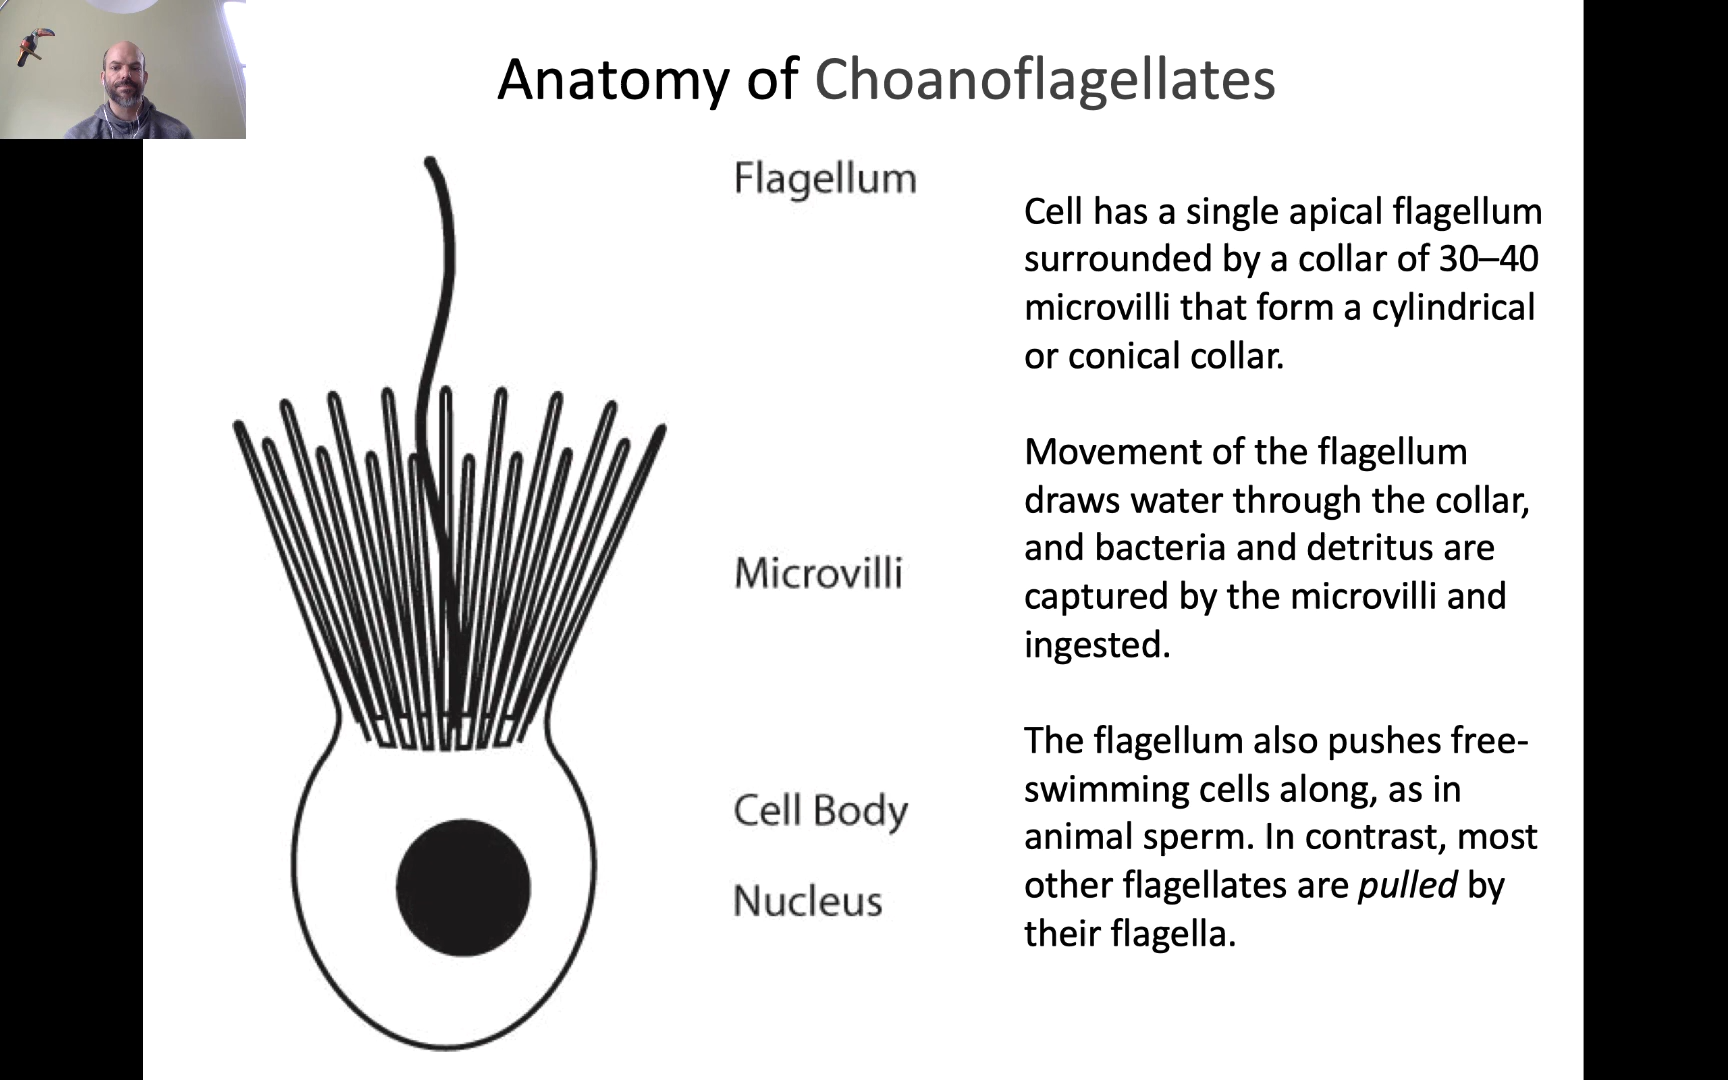 Anatomy of Choanoflagellates
Flagellum
Microvilli
Cell Body
Nucleus
Cell has a single apical flagellum
surrounded by a collar of 30–40
microvilli that form a cylindrical
or conical collar.
Movement of the flagellum
draws water through the collar,
and bacteria and detritus are
captured by the microvilli and
ingested.
The flagellum also pushes free-
swimming cells along, as in
animal sperm. In contrast, most
other flagellates are pulled by
their flagella.